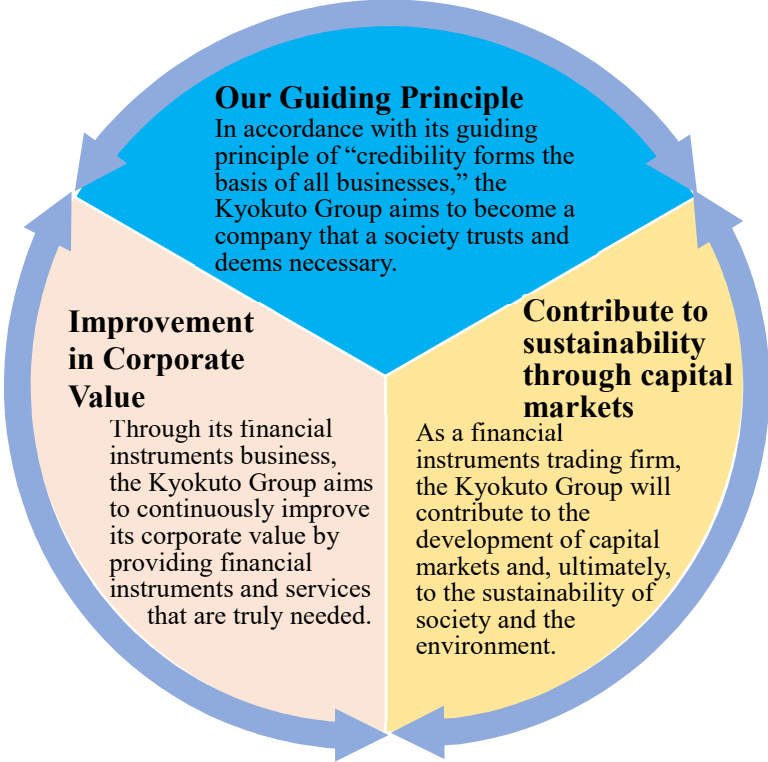 Our Guiding Principle
In accordance with its guiding
principle of “credibility forms the
basis of all businesses,” the
Kyokuto Group aims to become a
company that a society trusts and
deems necessary.
Improvement
in Corporate
Value
Through its financial
instruments business,
the Kyokuto Group aims
to continuously improve
its corporate value by
providing financial
instruments and services
that are truly needed.
Contribute to
sustainability
through capital
markets
As a financial
instruments trading firm,
the Kyokuto Group will
contribute to the
development of capital
markets and, ultimately,
to the sustainability of
society and the
environment.